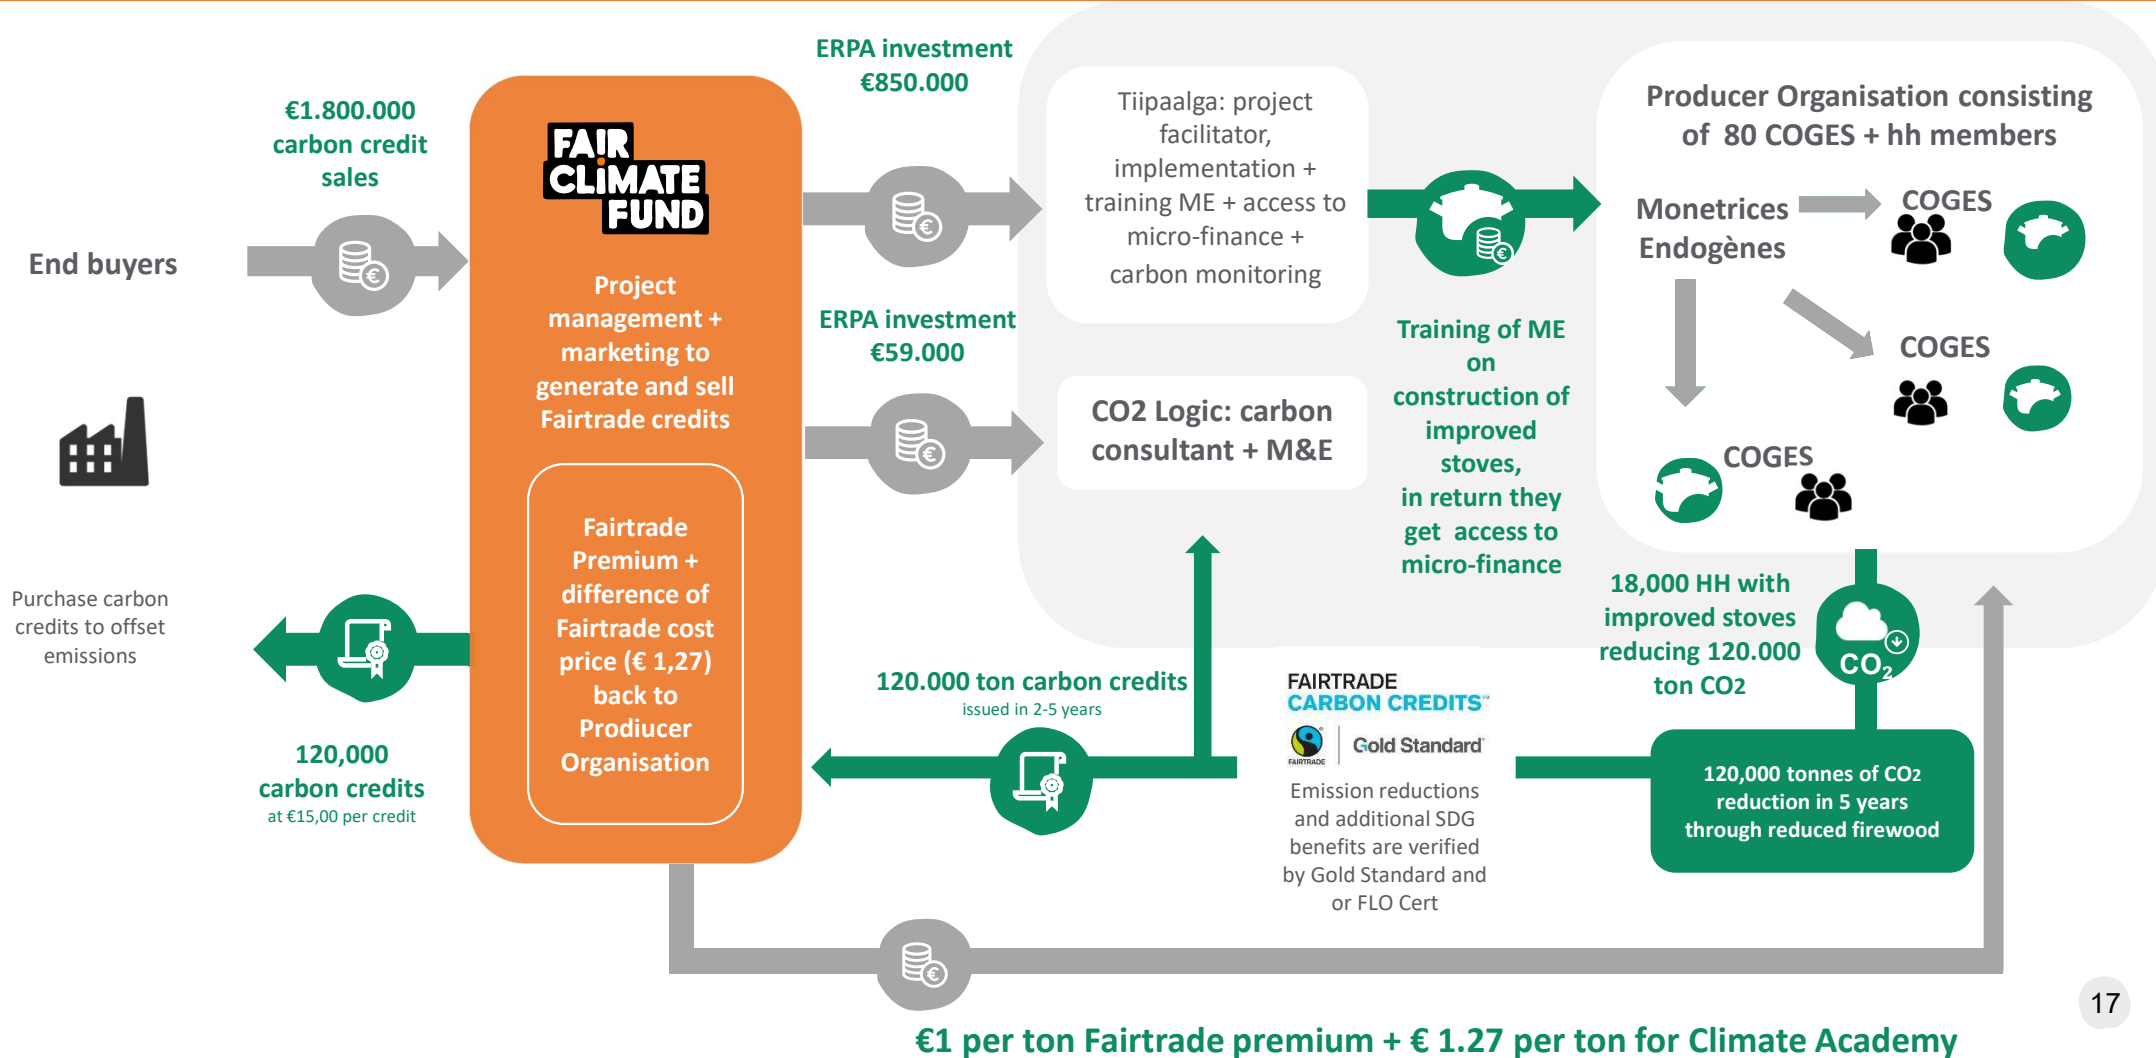 End buyers
Purchase carbon
credits to offset
emissions
€1.800.000
carbon credit
sales
120,000
carbon credits
at €15,00 per credit
FAIR
CLiMATE
FUND
Project
management +
marketing to
generate and sell
Fairtrade credits
Fairtrade
Premium +
difference of
Fairtrade cost
price (€ 1,27)
back to
Prodiucer
Organisation
ERPA investment
€850.000
ERPA investment
€59.000
Tiipaalga: project
facilitator,
implementation +
training ME + access to
micro-finance +
carbon monitoring
CO2 Logic: carbon
consultant + M&E
Training of ME
on
construction of
improved
stoves,
in return they
get access to
micro-finance
Producer Organisation consisting
of 80 COGES + hh members
Monetrices
Endogènes
COGES
COGES
COGES
18,000 HH with
improved stoves
reducing 120.000
ton CO2
CO₂
120,000 tonnes of CO2
reduction in 5 years
through reduced firewood
FAIRTRADE
CARBON CREDITS™
FAIRTRADE
Gold Standard
Emission reductions
and additional SDG
benefits are verified
by Gold Standard and
or FLO Cert
120.000 ton carbon credits
issued in 2-5 years
€1 per ton Fairtrade premium + € 1.27 per ton for Climate Academy
17